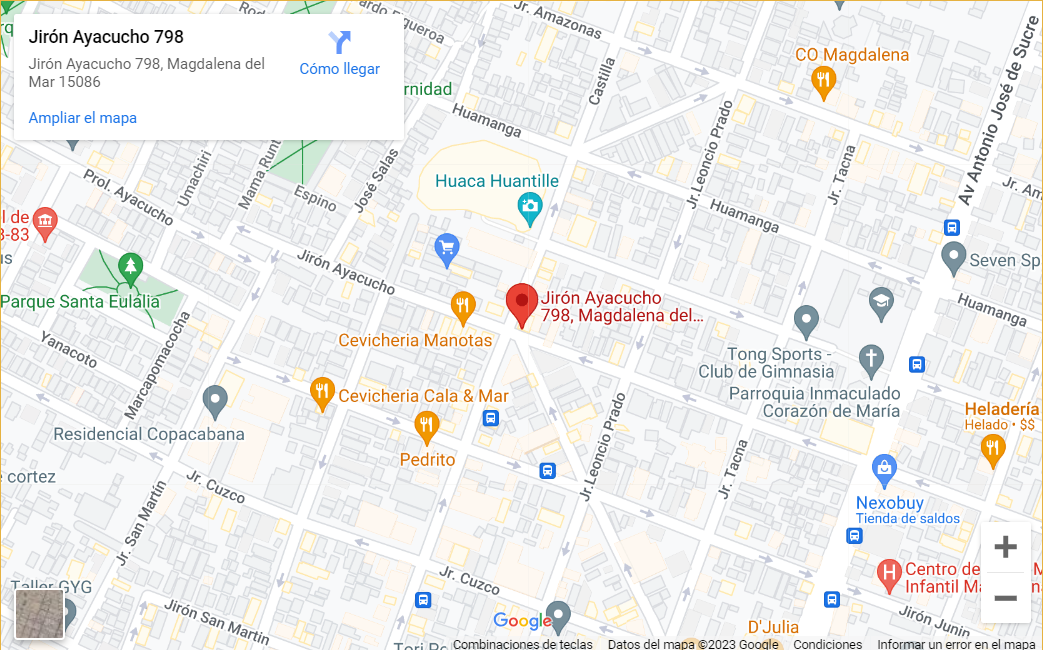 Jirón Ayacucho 798
Jirón Ayacucho 798, Magdalena del
Mar 15086
Cómo llegar
Ampliar el mapa
Figueroa
Jr. Amazonas
CO Magdalena
Av Antonio José de Sucre
Castilla
Huamanga
Jr. Leoncio Prado
Jr. Tacna
Jr. Am
Umachiri
Mama Runt
José Salas
Espino
Prol. Ayacucho
Huaca Huantille
Huamanga
l de
3-83
Seven Sp
Jirón Ayacucho
Jirón Ayacucho
798, Magdalena del...
Huamanga
Parque Santa Eulalia
Cevicheria Manotas
Yanacoto
Marcapomacocha
Tong Sports -
Club de Gimnasia
Parroquia Inmaculado
Corazón de María
Cevicheria Cala & Mar
Heladería
Helado • $$
Residencial Copacabana
Pedrito
Jr. Leoncio Prado
Jr. Tacna
cortez
Jr. Cuzco
Jr. San Martín
Nexobuy
Tienda de saldos
Jr. Cuzco
Centro de
Infantil Ma
Taller GYG
Jirón San Martín
Jirón Junín
Google
D'Julia
Combinaciones de teclas
Datos del mapa ©2023 Google
Condiciones
Informar un error en el mapa